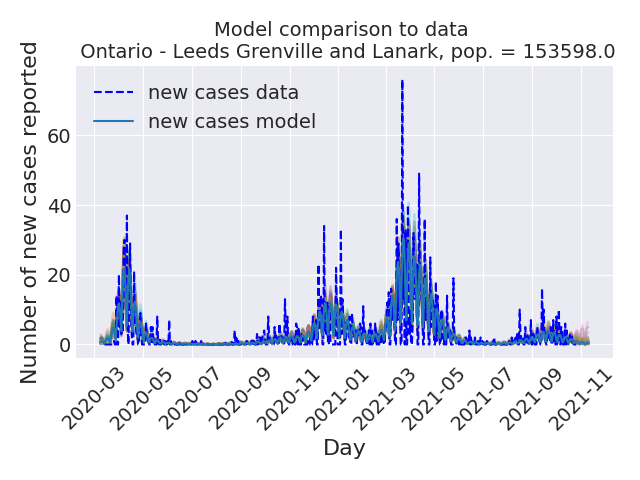 Model comparison to data
Ontario - Leeds Grenville and Lanark, pop. = 153598.0
Number of new cases reported
60
40
20
0
new cases data
new cases model
2020-03
2020-05
2020-07
2020-09
2020-11
2021-01
2021-03
2021-05
2021-07
2021-09
2021-11
Day